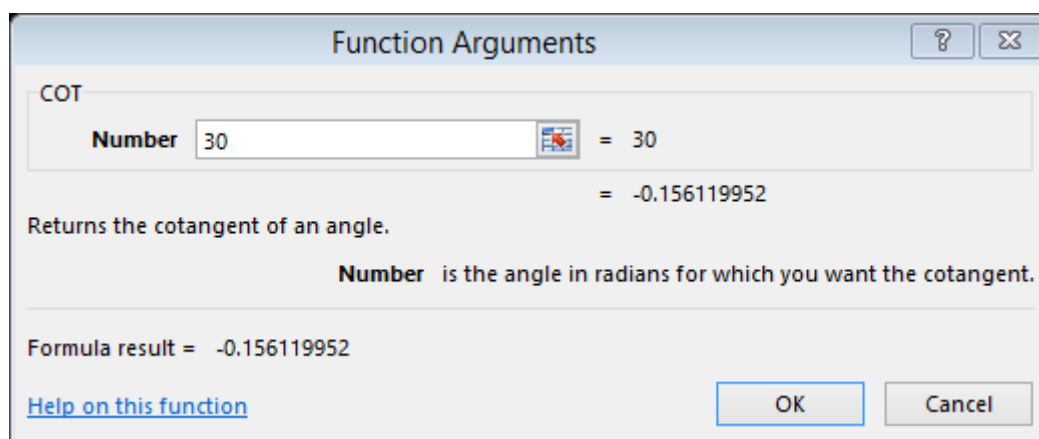 Function Arguments
COT
Number 30 = 30
= -0.156119952
Returns the cotangent of an angle.
Number is the angle in radians for which you want the cotangent.
Formula result = -0.156119952
Help on this function OK Cancel